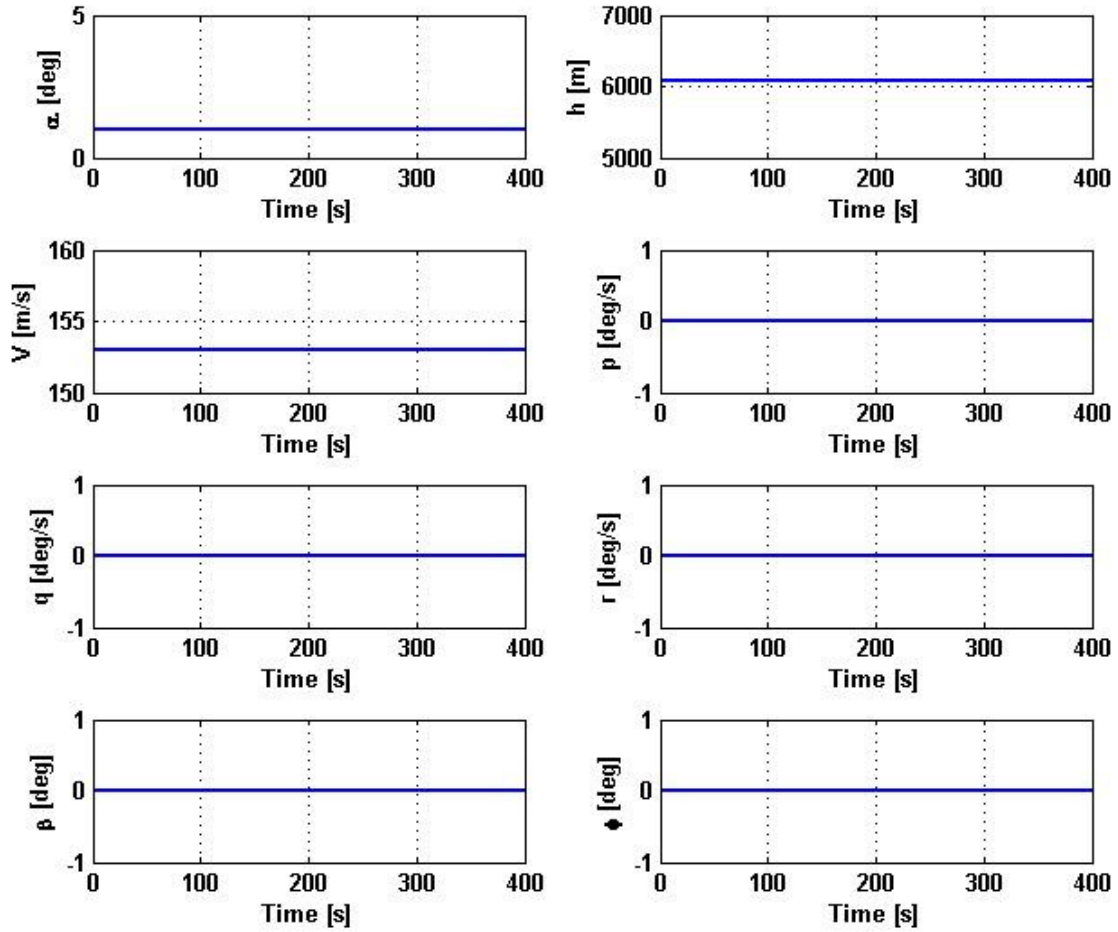 α [deg]
5
0
0 100 200 300 400
Time [s]
h [m]
7000
6000
5000
0 100 200 300 400
Time [s]
V [m/s]
160
155
150
0 100 200 300 400
Time [s]
p [deg/s]
1
0
-1
0 100 200 300 400
Time [s]
q [deg/s]
1
0
-1
0 100 200 300 400
Time [s]
r [deg/s]
1
0
-1
0 100 200 300 400
Time [s]
β [deg]
1
0
-1
0 100 200 300 400
Time [s]
ϕ [deg]
1
0
-1
0 100 200 300 400
Time [s]